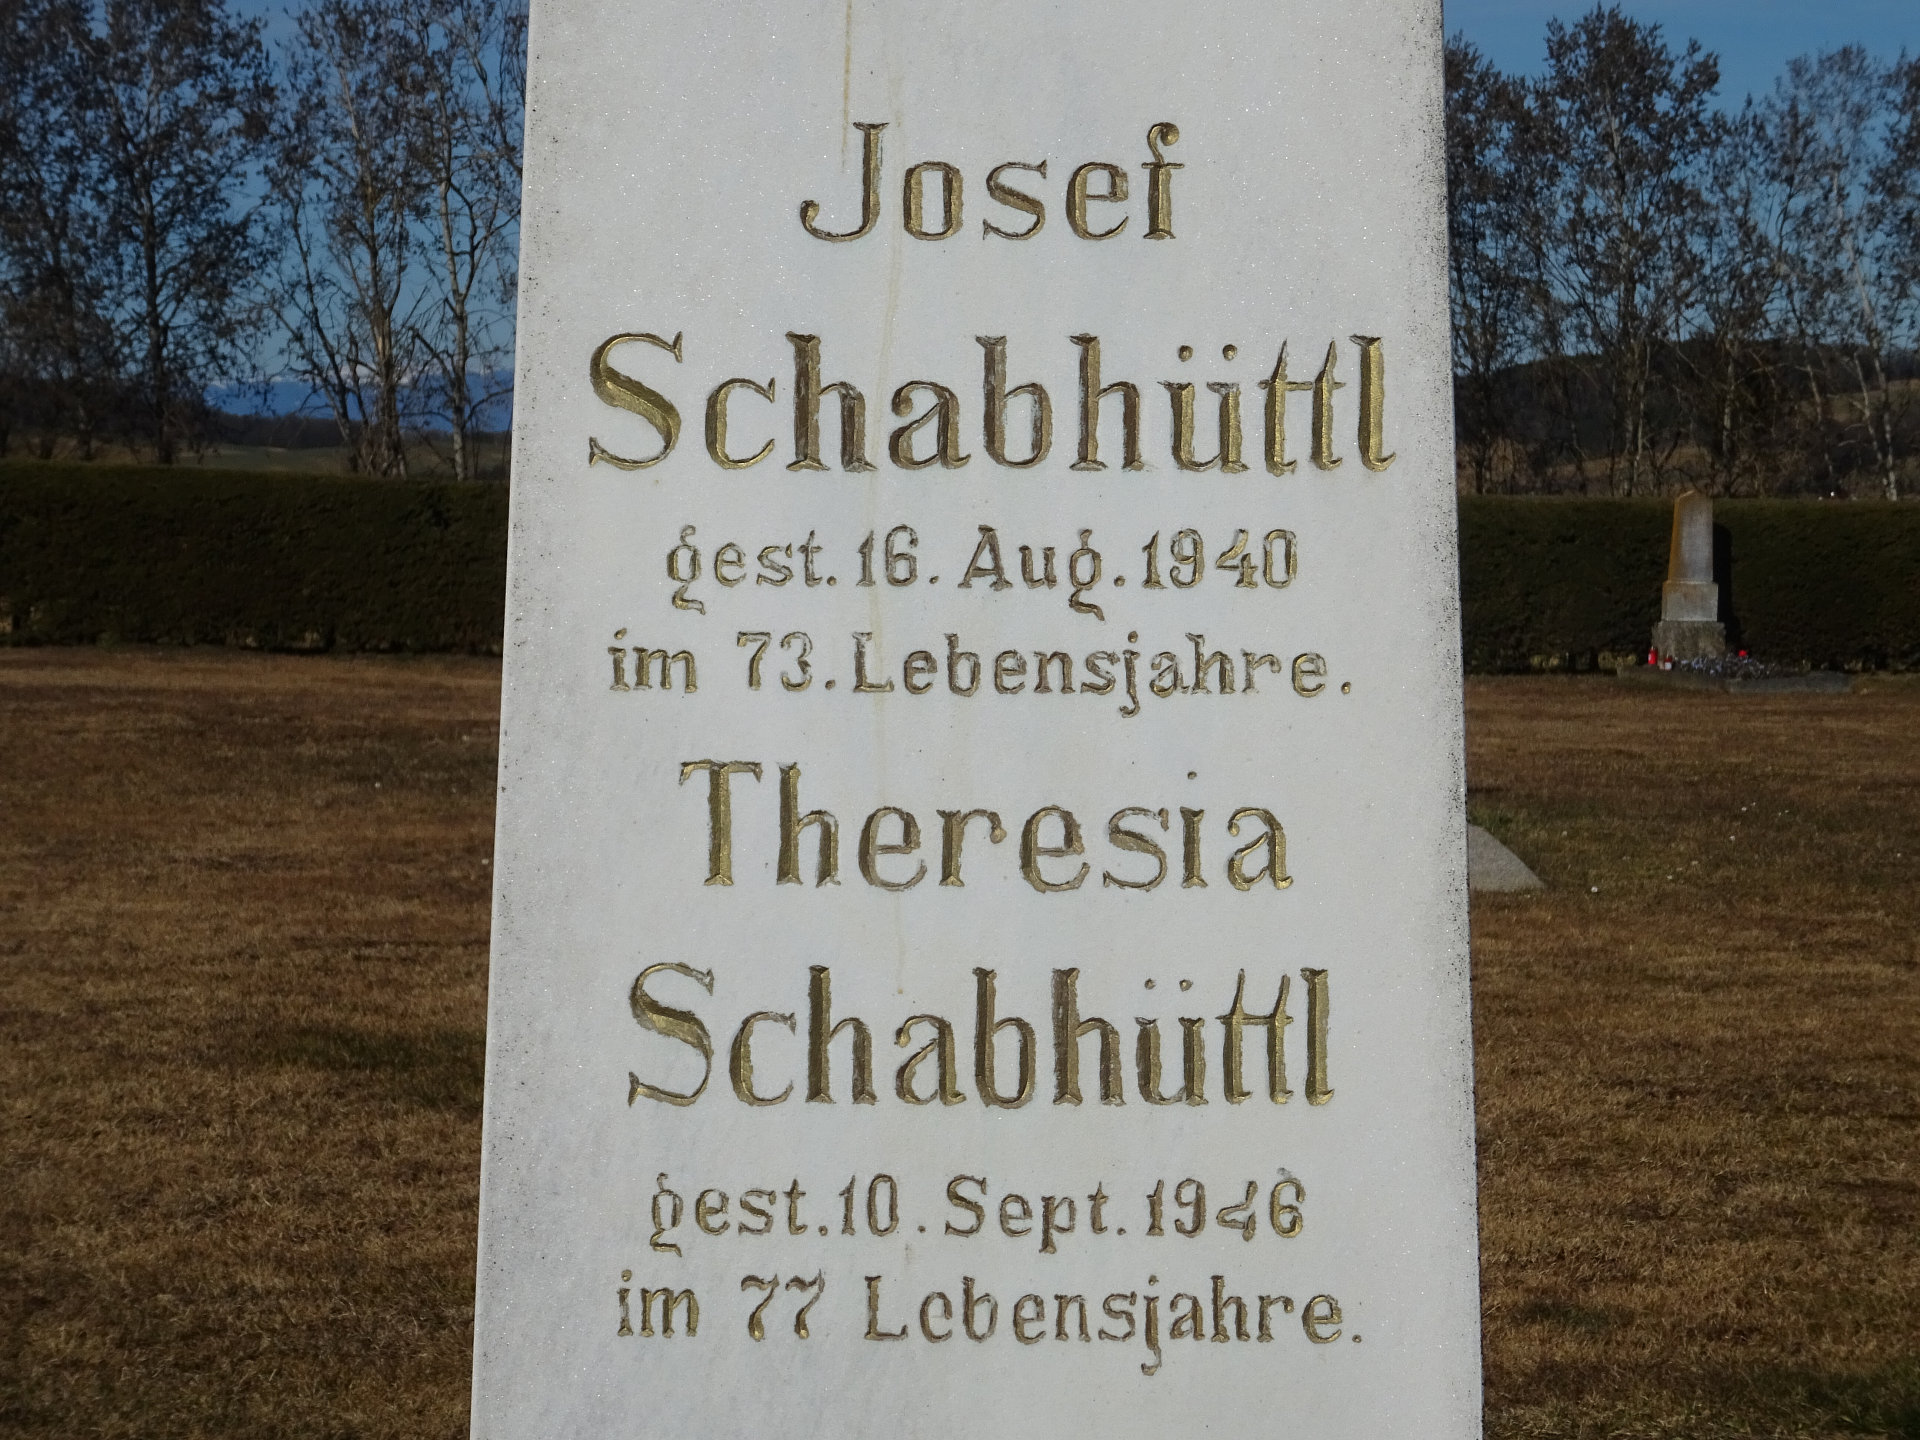 Josef
Schabhüttl
gest. 16. Aug. 1940
im 73. Lebensjahre.
Theresia
Schabhüttl
gest. 10. Sept. 1946
im 77 Lebensjahre.